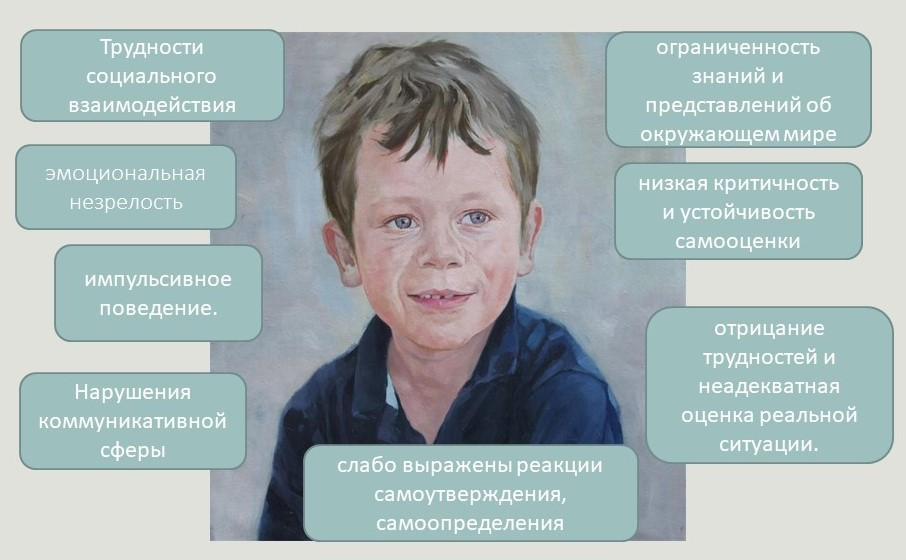 Трудности
социального
взаимодействия
эмоциональная
незрелость
импульсивное
поведение.
Нарушения
коммуникативной
сферы
слабо выражены реакции
самоутверждения,
самоопределения
ограниченность
знаний и
представлений об
окружающем мире
низкая критичность
и устойчивость
самооценки
отрицание
трудностей и
неадекватная
оценка реальной
ситуации.